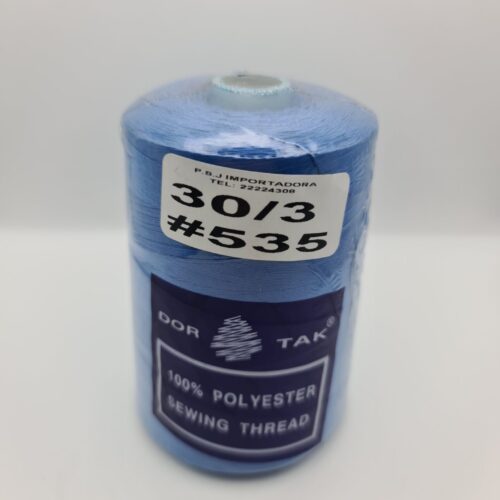 P.B.J IMPORTADORA
TEL: 22224308
30/3
#535
DOR TAK®
100% POLYESTER
SEWING THREAD